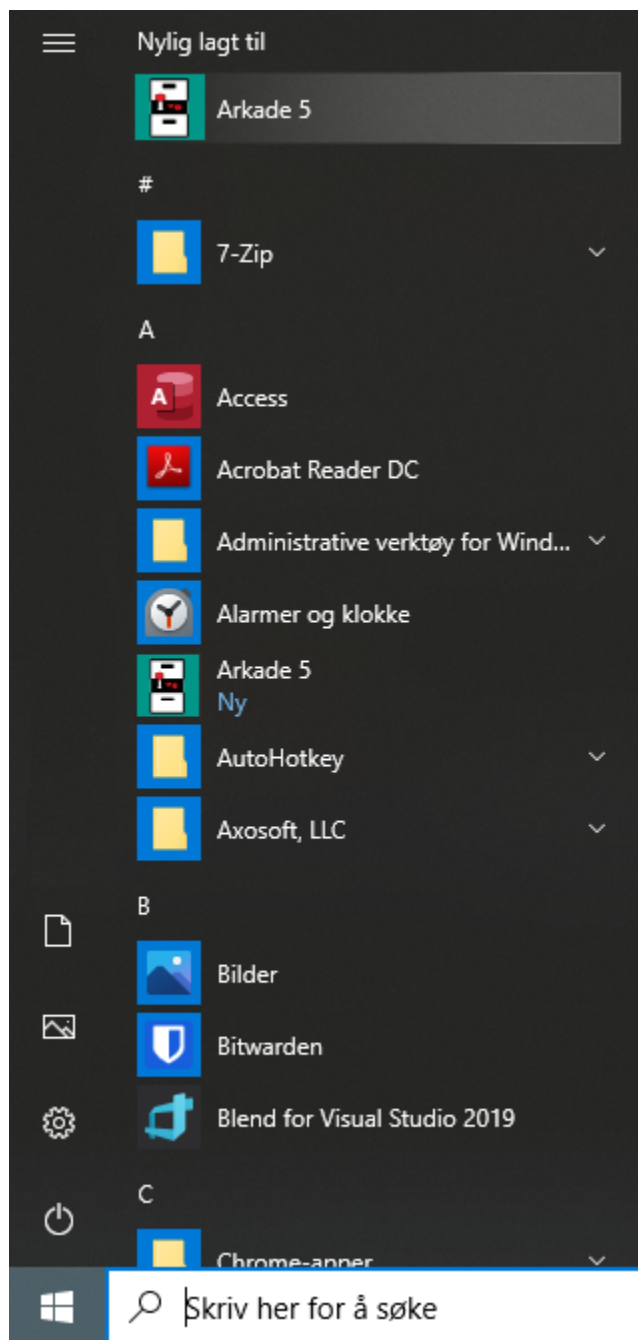 Nylig lagt til
Arkade 5
#
7-Zip
A
Access
Acrobat Reader DC
Administrative verktøy for Wind...
Alarmer og klokke
Arkade 5
Ny
AutoHotkey
Axosoft, LLC
B
Bilder
Bitwarden
Blend for Visual Studio 2019
C
Chrome-apper
Skriv her for å søke